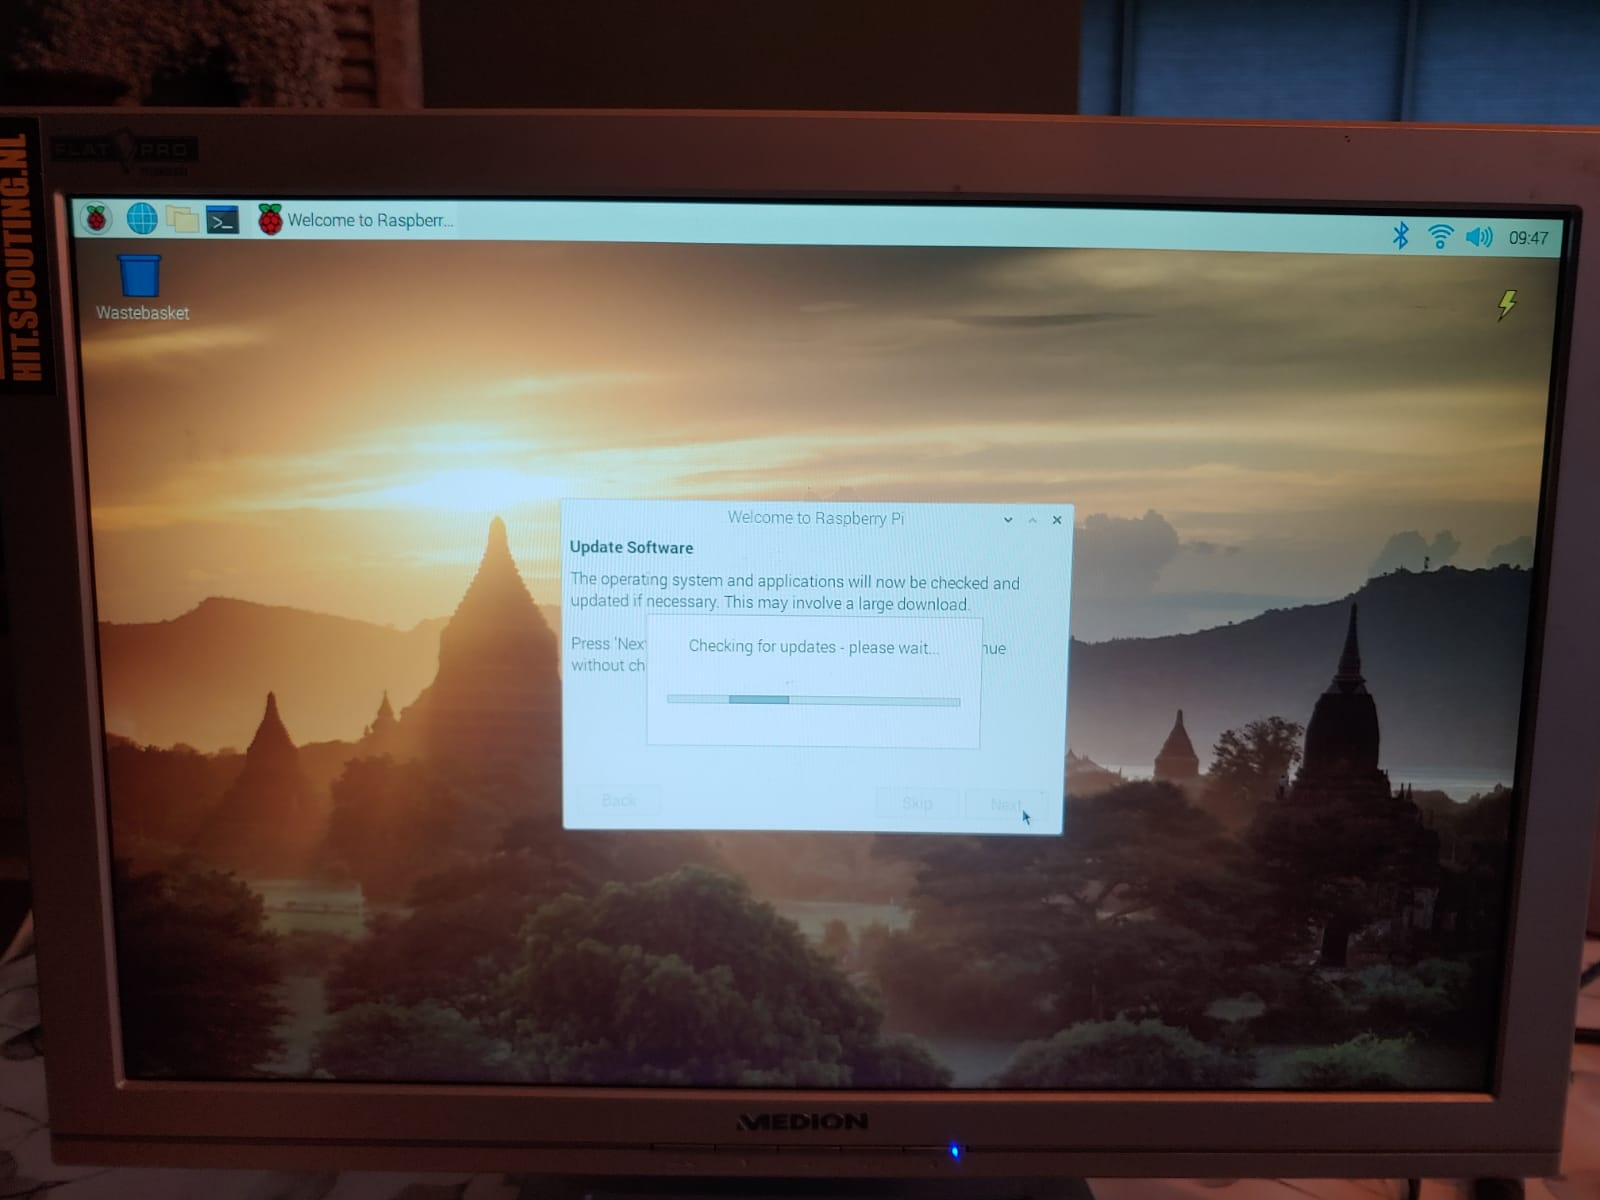 HIT.SCOUTING.NL
FLAT PRO
Welcome to Raspberr...
09:47
Wastebasket
Welcome to Raspberry Pi
Update Software
The operating system and applications will now be checked and
updated if necessary. This may involve a large download.
Press 'Nex
nue
without ch
Checking for updates - please wait...
Back
Skip
Next
MEDION